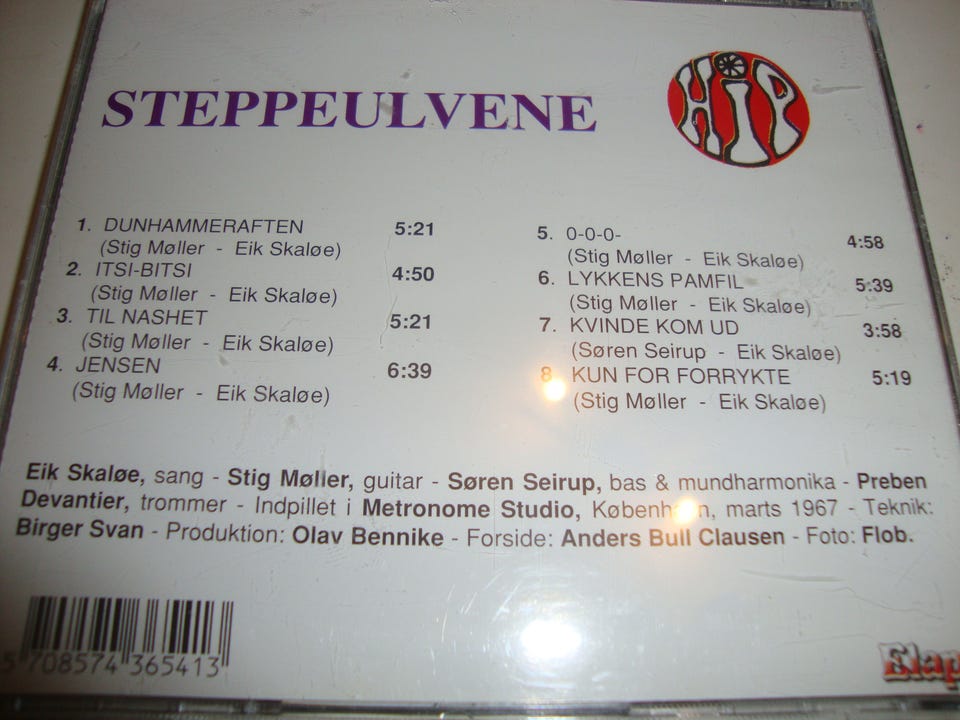 STEPPEULVENE
HIP
1. DUNHAMMERAFTEN 5:21
(Stig Møller - Eik Skaløe)
2. ITSI-BITSI 4:50
(Stig Møller - Eik Skaløe)
3. TIL NASHET 5:21
(Stig Møller - Eik Skaløe)
4. JENSEN 6:39
(Stig Møller - Eik Skaløe)
5. 0-0-0- 4:58
(Stig Møller - Eik Skaløe)
6. LYKKENS PAMFIL 5:39
(Stig Møller - Eik Skaløe)
7. KVINDE KOM UD 3:58
(Søren Seirup - Eik Skaløe)
8 KUN FOR FORRYKTE 5:19
(Stig Møller - Eik Skaløe)
Eik Skaløe, sang - Stig Møller, guitar - Søren Seirup, bas & mundharmonika - Preben
Devantier, trommer - Indpillet i Metronome Studio, København, marts 1967 - Teknik:
Birger Svan - Produktion: Olav Bennike - Forside: Anders Bull Clausen - Foto: Flob.
5 708574 365413
Elap